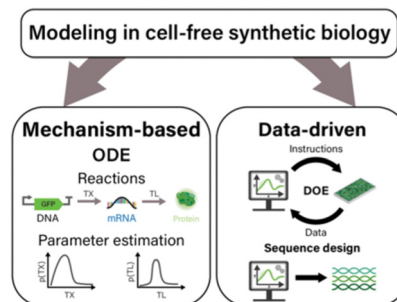 Modeling in cell-free synthetic biology
Mechanism-based
ODE
Reactions
TX
TL
GFP
DNA
mRNA
Protein
Parameter estimation
p(TX)
TX
p(TL)
TL
Data-driven
Instructions
DOE
Data
Sequence design